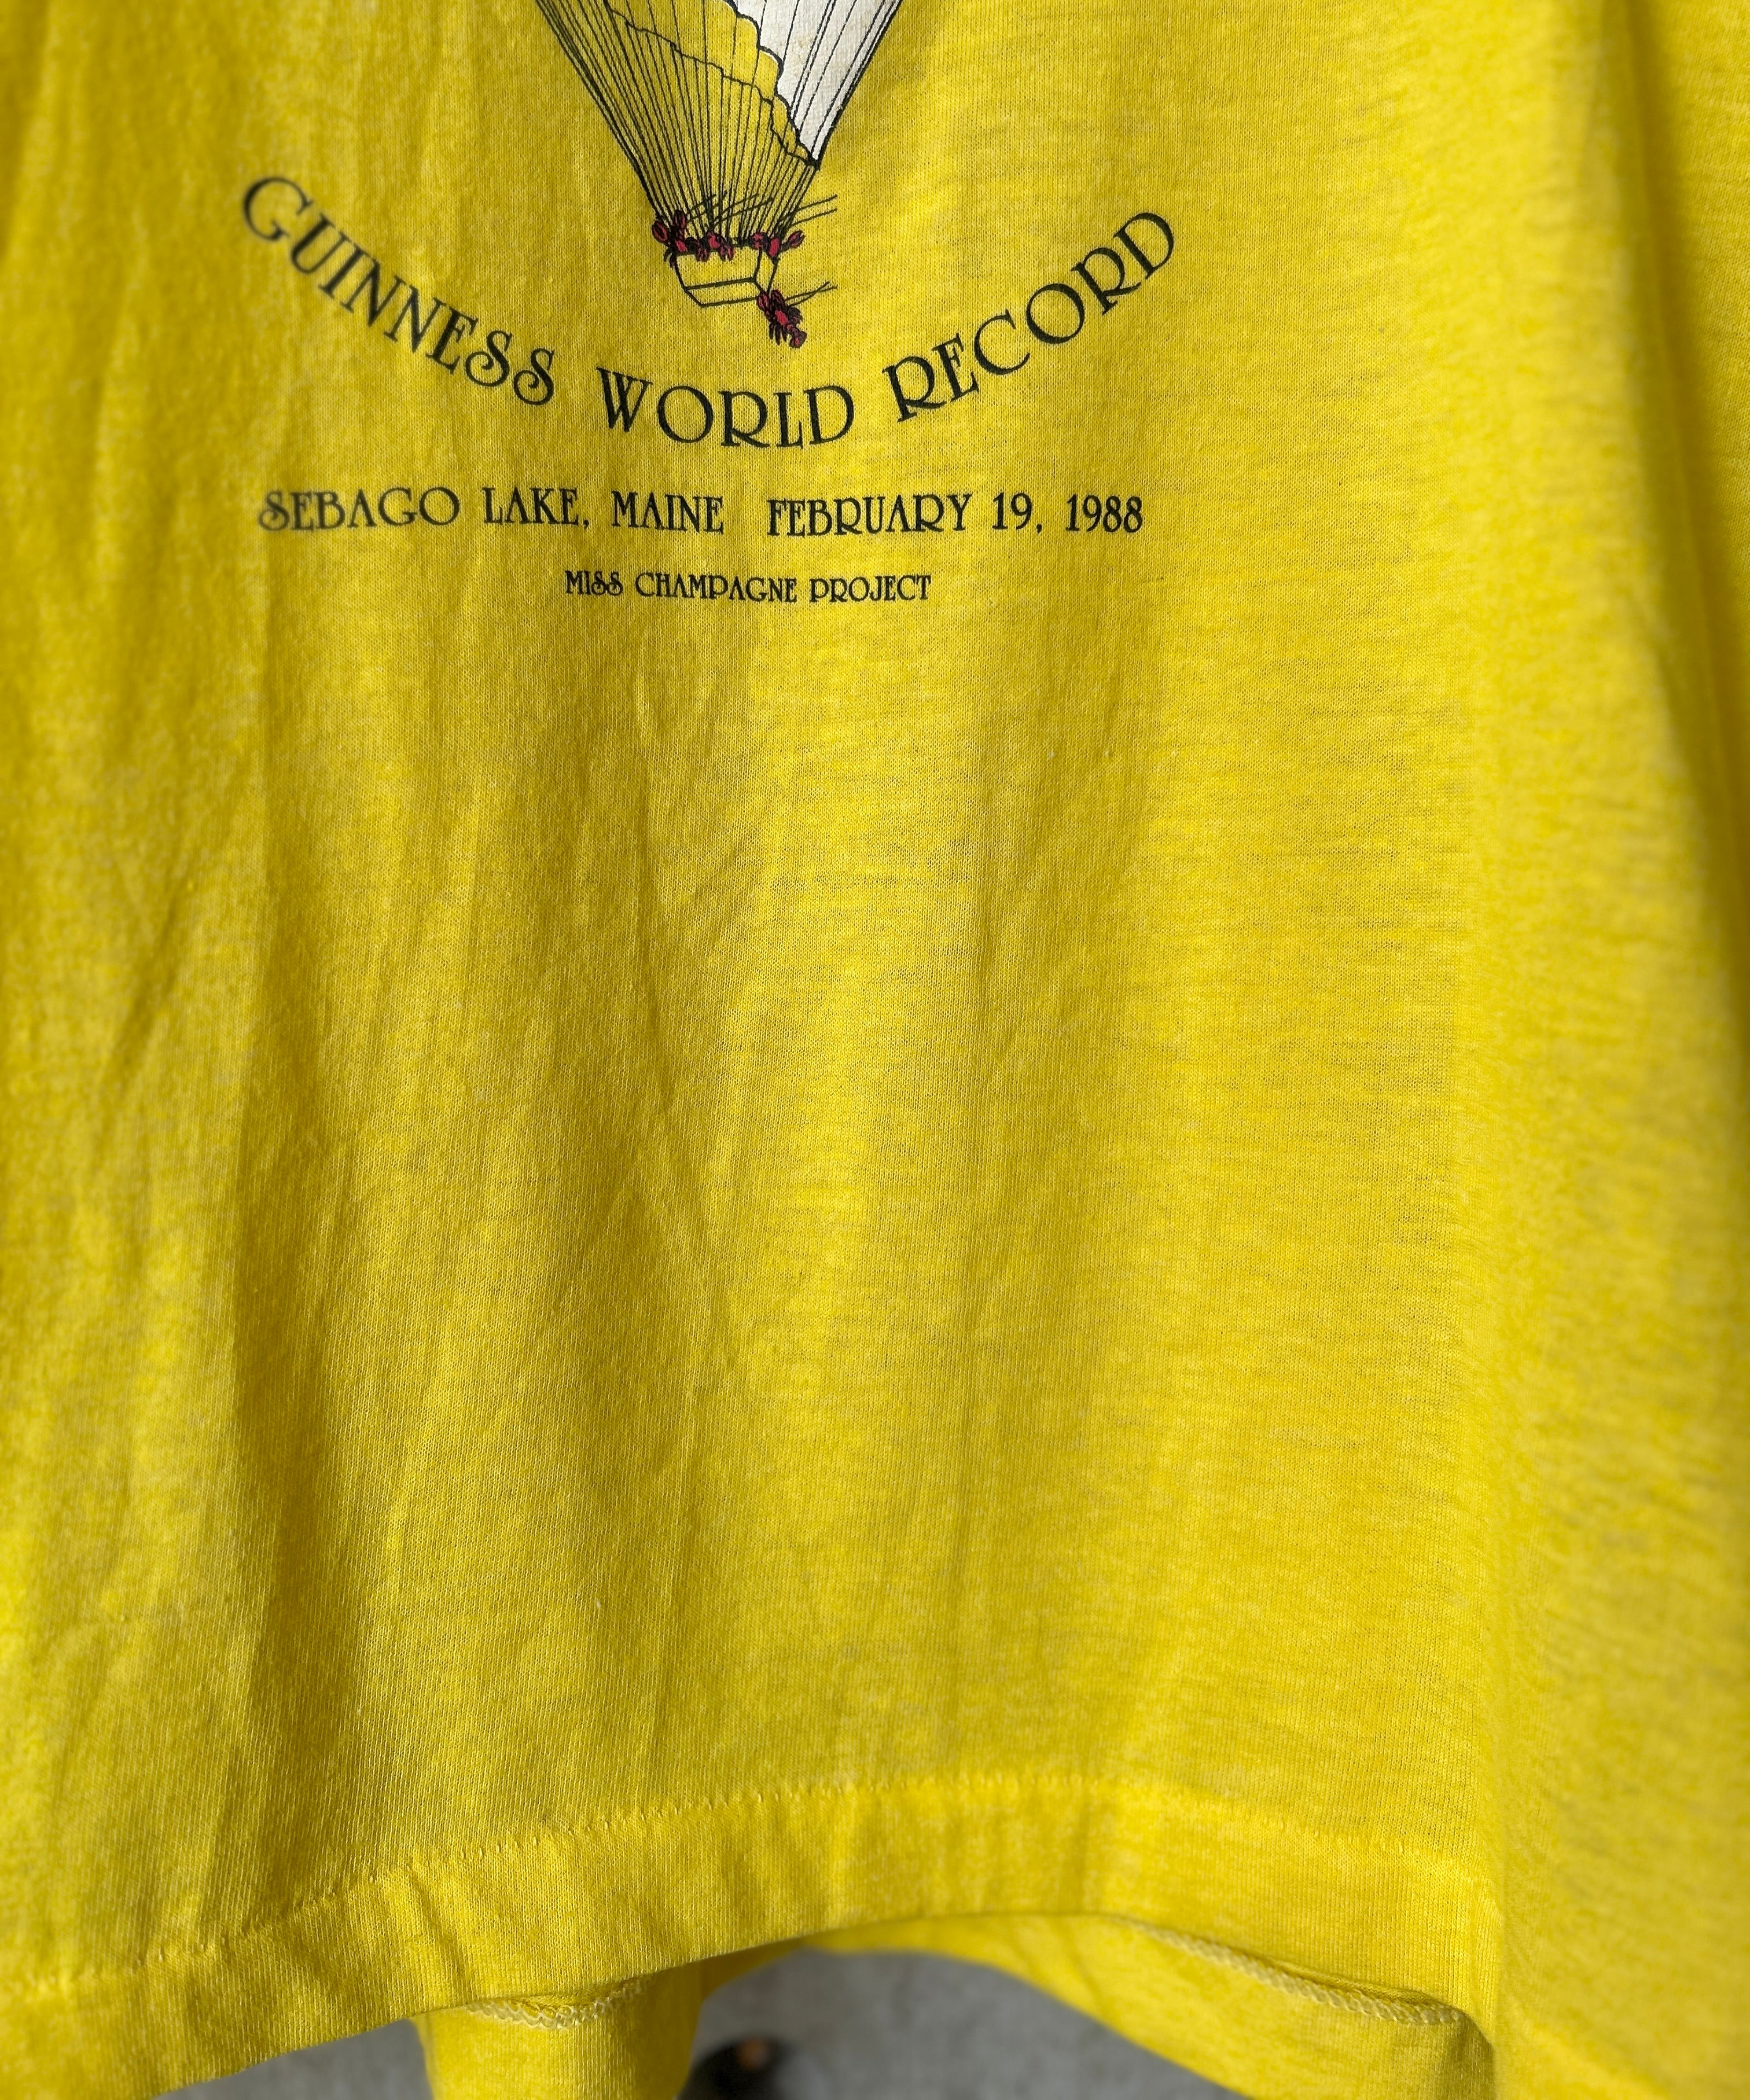 GUINNESS WORLD RECORD
SEBAGO LAKE, MAINE FEBRUARY 19, 1988
MISS CHAMPAGNE PROJECT